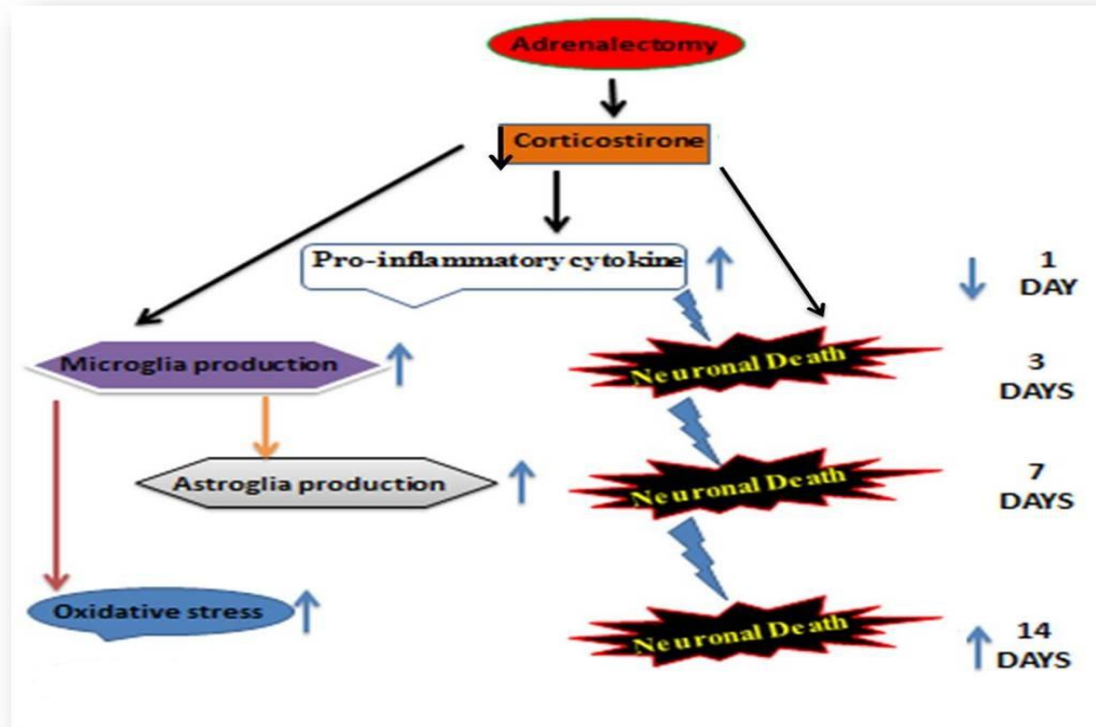 Adrenalectomy
Corticostirone
Pro-inflammatory cytokine
1
DAY
Microglia production
Neuronal Death
3
DAYS
Astroglia production
Neuronal Death
7
DAYS
Oxidative stress
Neuronal Death
14
DAYS